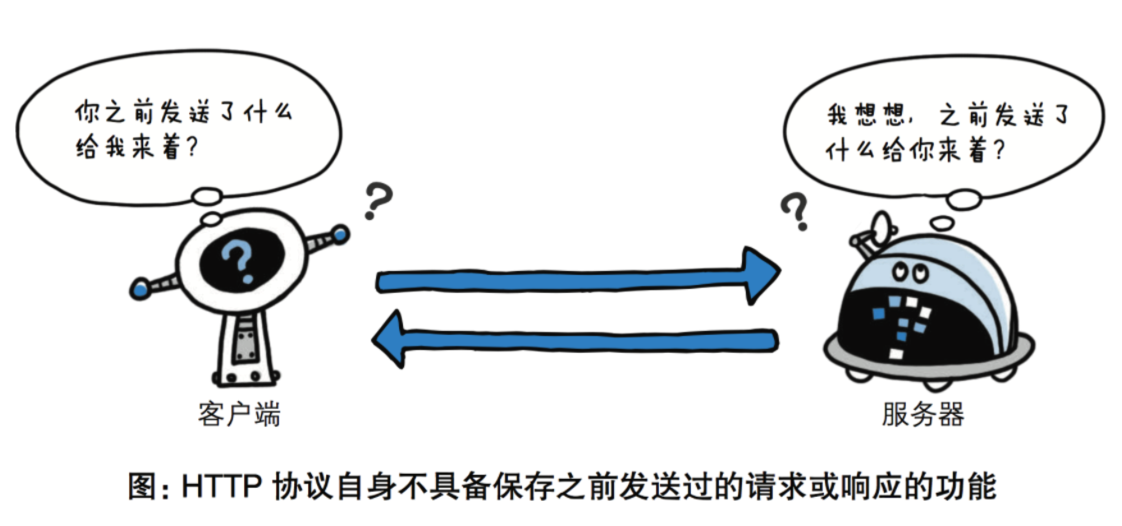 你之前发送了什么
给我来着?
我想想,之前发送了
什么给你来着?
?
?
?
客户端
服务器
图:HTTP 协议自身不具备保存之前发送过的请求或响应的功能